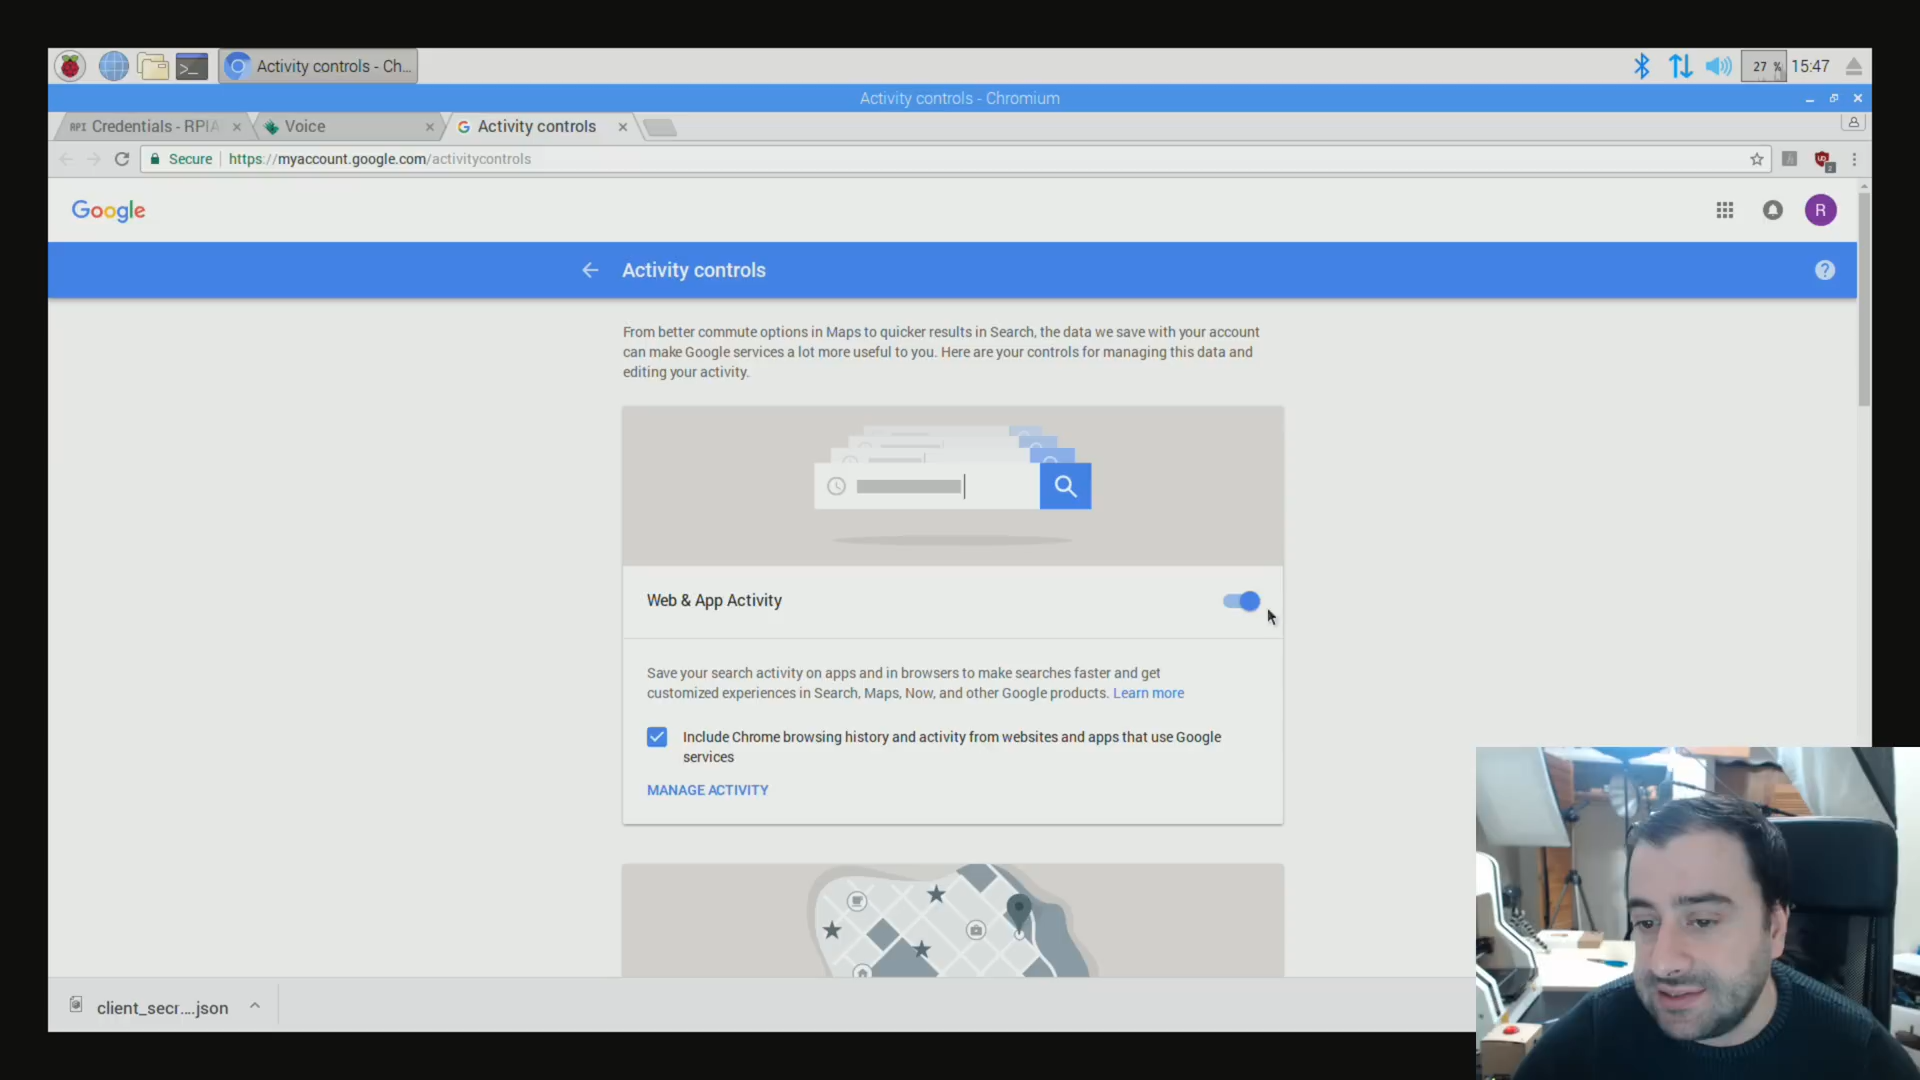 Activity controls - Ch...
27 %
15:47
Activity controls - Chromium
RPI Credentials - RPIA
Voice
G Activity controls
Secure
https://myaccount.google.com/activitycontrols
Google
R
Activity controls
?
From better commute options in Maps to quicker results in Search, the data we save with your account
can make Google services a lot more useful to you. Here are your controls for managing this data and
editing your activity.
Web & App Activity
Save your search activity on apps and in browsers to make searches faster and get
customized experiences in Search, Maps, Now, and other Google products. Learn more
Include Chrome browsing history and activity from websites and apps that use Google
services
MANAGE ACTIVITY
client_secr....json